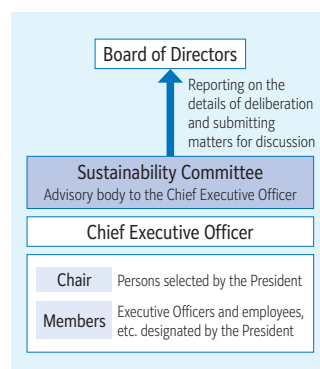 Board of Directors
Reporting on the
details of deliberation
and submitting
matters for discussion
Sustainability Committee
Advisory body to the Chief Executive Officer
Chief Executive Officer
Chair Persons selected by the President
Members Executive Officers and employees,
etc. designated by the President